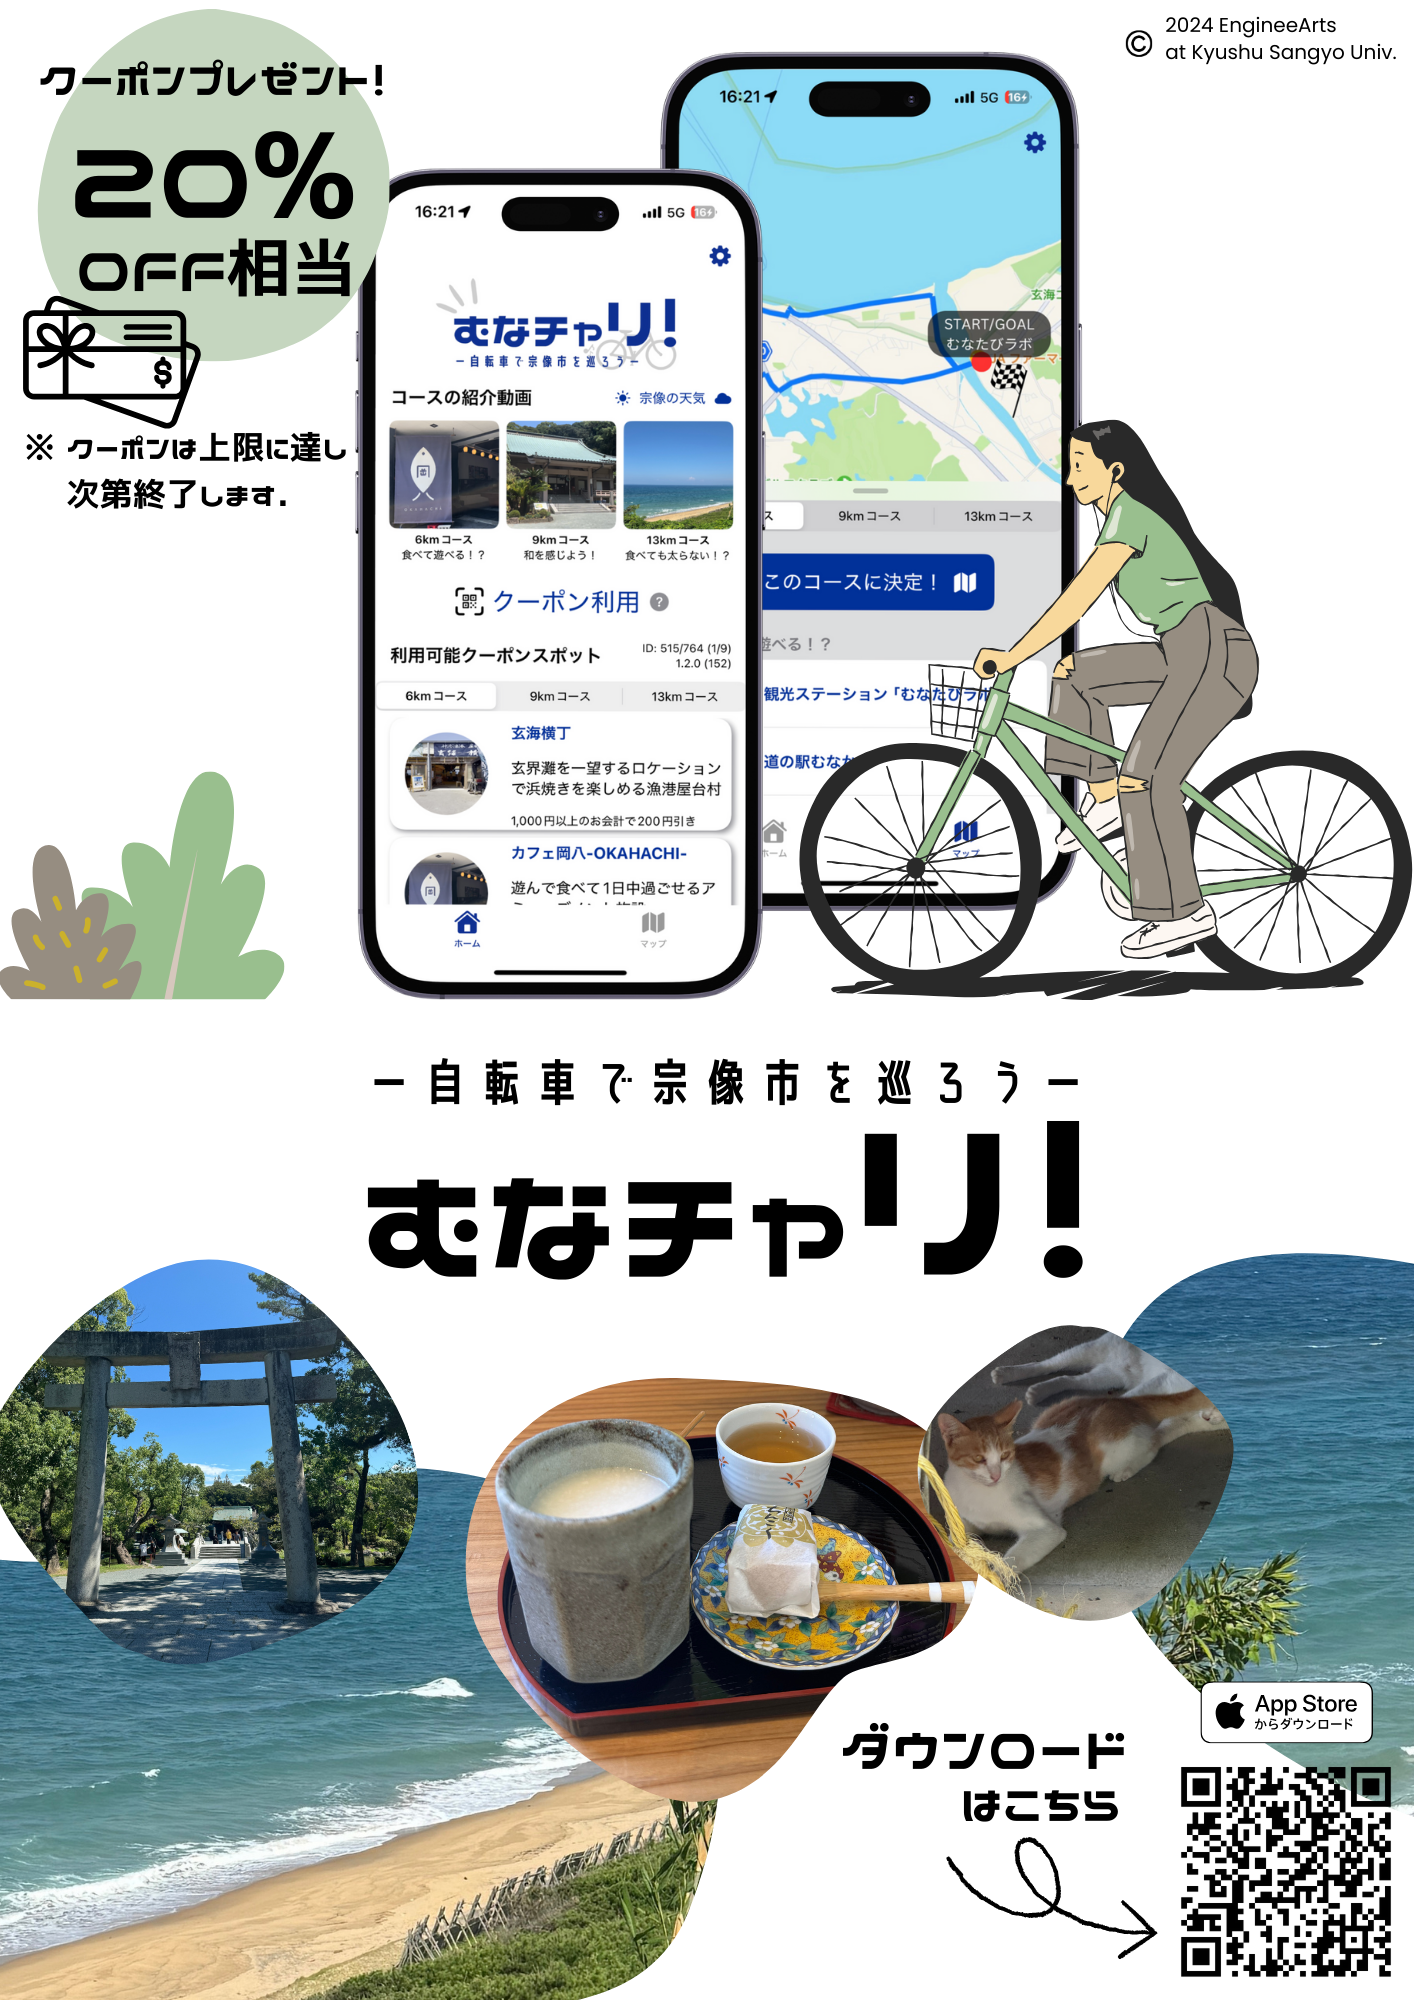 クーポンプレゼント!
20%
OFF相当
$
※ クーポンは上限に達し
次第終了します.
© 2024 EngineeArts
at Kyushu Sangyo Univ.
16:21 5G 16
むなチャリ!
ー自転車で宗像市を巡ろうー
コースの紹介動画 宗像の天気
6kmコース 9kmコース 13kmコース
食べて遊べる！？ 和を感じよう！ 食べても太らない！？
クーポン利用 ?
利用可能クーポンスポット
ID: 515/764 (1/9)
1.2.0 (152)
6kmコース 9kmコース 13kmコース
玄海横丁
玄界灘を一望するロケーション
で浜焼きを楽しめる漁港屋台村
1,000円以上のお会計で200円引き
カフェ岡八-OKAHACHI-
遊んで食べて1日中過ごせるア
ホーム マップ
16:21 5G 16
玄海
START/GOAL
むなたびラボ
ファーマー
ス 9kmコース 13kmコース
このコースに決定！
遊べる！？
観光ステーション「むなたびラボ
道の駅むなか
ホーム マップ
ー自転車で宗像市を巡ろうー
むなチャリ!
ダウンロード
はこちら
App Store
からダウンロード